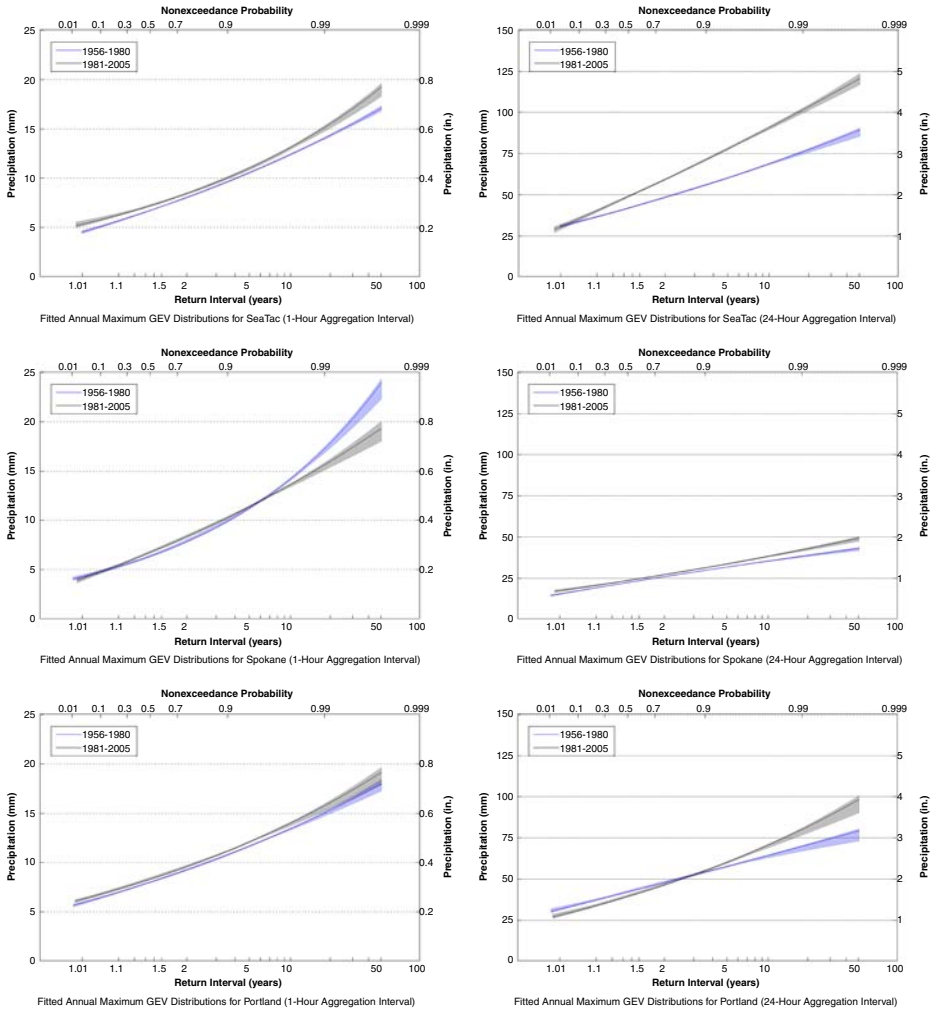 Nonexceedance Probability
0.01 0.1 0.3 0.5 0.7 0.9 0.99 0.999
25
20
15
10
5
0
Precipitation (mm)
1956-1980
1981-2005
0.8
0.6
0.4
0.2
Precipitation (in.)
1.01 1.1 1.5 2 5 10 50 100
Return Interval (years)
Fitted Annual Maximum GEV Distributions for SeaTac (1-Hour Aggregation Interval)
Nonexceedance Probability
0.01 0.1 0.3 0.5 0.7 0.9 0.99 0.999
150
125
100
75
50
25
0
Precipitation (mm)
1956-1980
1981-2005
5
4
3
2
1
Precipitation (in.)
1.01 1.1 1.5 2 5 10 50 100
Return Interval (years)
Fitted Annual Maximum GEV Distributions for SeaTac (24-Hour Aggregation Interval)
Nonexceedance Probability
0.01 0.1 0.3 0.5 0.7 0.9 0.99 0.999
25
20
15
10
5
0
Precipitation (mm)
1956-1980
1981-2005
0.8
0.6
0.4
0.2
Precipitation (in.)
1.01 1.1 1.5 2 5 10 50 100
Return Interval (years)
Fitted Annual Maximum GEV Distributions for Spokane (1-Hour Aggregation Interval)
Nonexceedance Probability
0.01 0.1 0.3 0.5 0.7 0.9 0.99 0.999
150
125
100
75
50
25
0
Precipitation (mm)
1956-1980
1981-2005
5
4
3
2
1
Precipitation (in.)
1.01 1.1 1.5 2 5 10 50 100
Return Interval (years)
Fitted Annual Maximum GEV Distributions for Spokane (24-Hour Aggregation Interval)
Nonexceedance Probability
0.01 0.1 0.3 0.5 0.7 0.9 0.99 0.999
25
20
15
10
5
0
Precipitation (mm)
1956-1980
1981-2005
0.8
0.6
0.4
0.2
Precipitation (in.)
1.01 1.1 1.5 2 5 10 50 100
Return Interval (years)
Fitted Annual Maximum GEV Distributions for Portland (1-Hour Aggregation Interval)
Nonexceedance Probability
0.01 0.1 0.3 0.5 0.7 0.9 0.99 0.999
150
125
100
75
50
25
0
Precipitation (mm)
1956-1980
1981-2005
5
4
3
2
1
Precipitation (in.)
1.01 1.1 1.5 2 5 10 50 100
Return Interval (years)
Fitted Annual Maximum GEV Distributions for Portland (24-Hour Aggregation Interval)